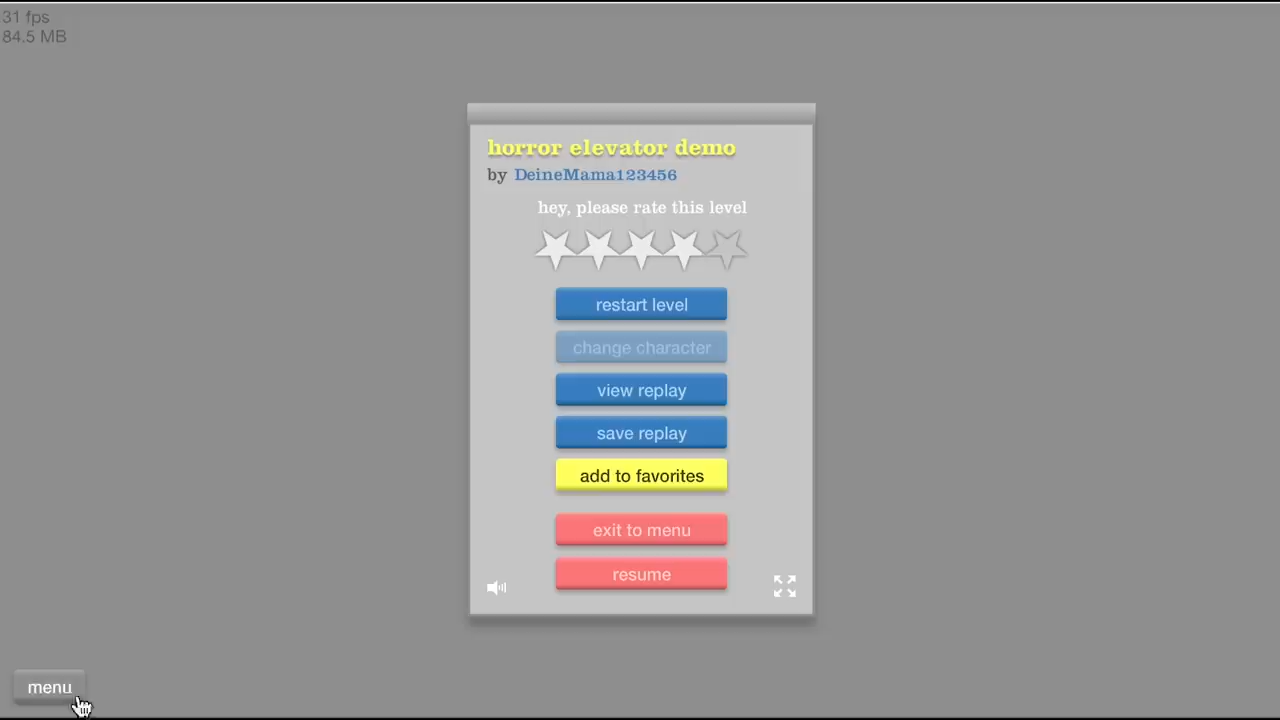 31 fps
84.5 MB
horror elevator demo
by DeineMama123456
hey, please rate this level
restart level
change character
view replay
save replay
add to favorites
exit to menu
resume
menu